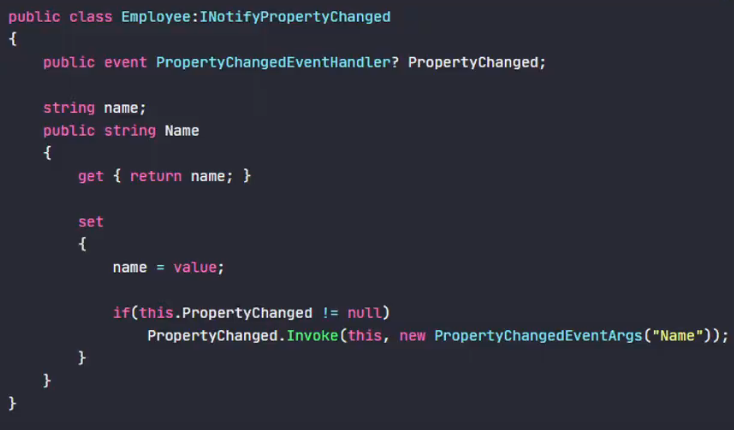 public class Employee:INotifyPropertyChanged
{
    public event PropertyChangedEventHandler? PropertyChanged;

    string name;
    public string Name
    {
        get { return name; }

        set
        {
            name = value;

            if(this.PropertyChanged != null)
                PropertyChanged.Invoke(this, new PropertyChangedEventArgs("Name"));
        }
    }
}